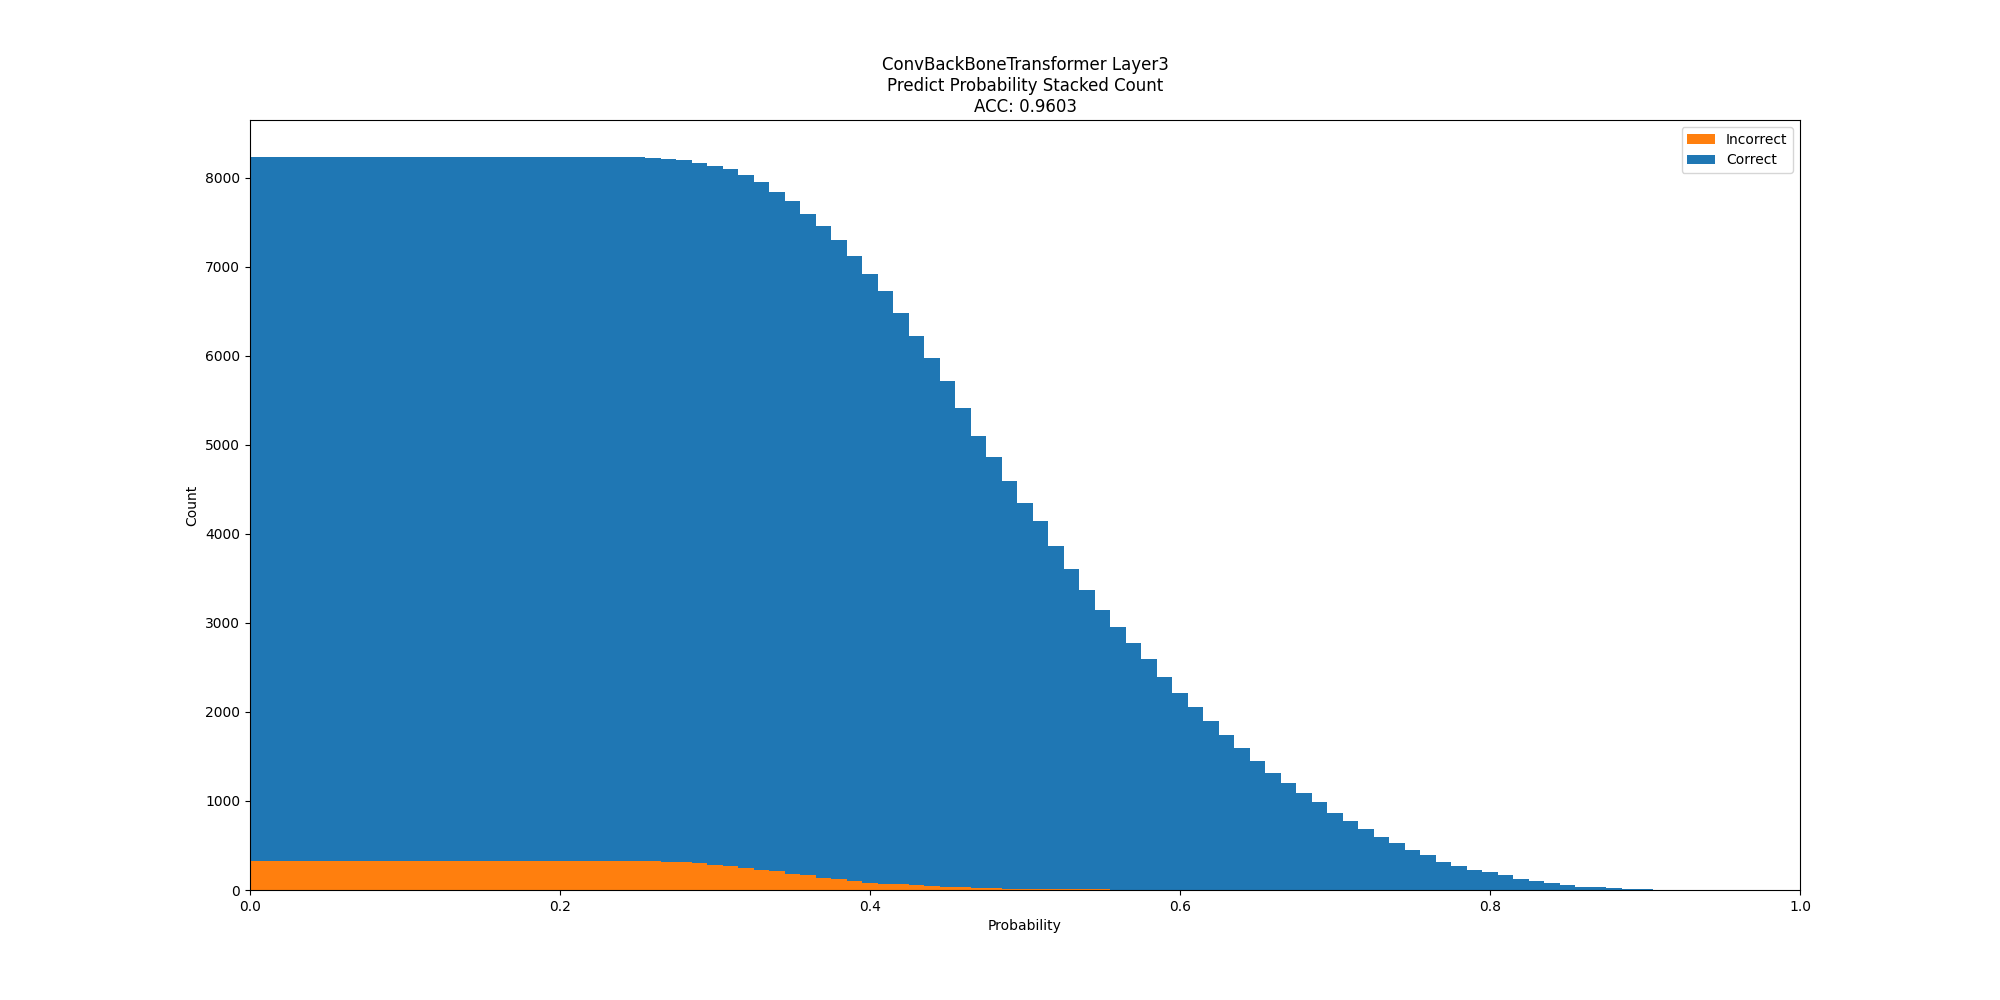 ConvBackBoneTransformer Layer3
Predict Probability Stacked Count
ACC: 0.9603
Incorrect
Correct
8000
7000
6000
5000
4000
3000
2000
1000
0
Count
0.0 0.2 0.4 0.6 0.8 1.0
Probability